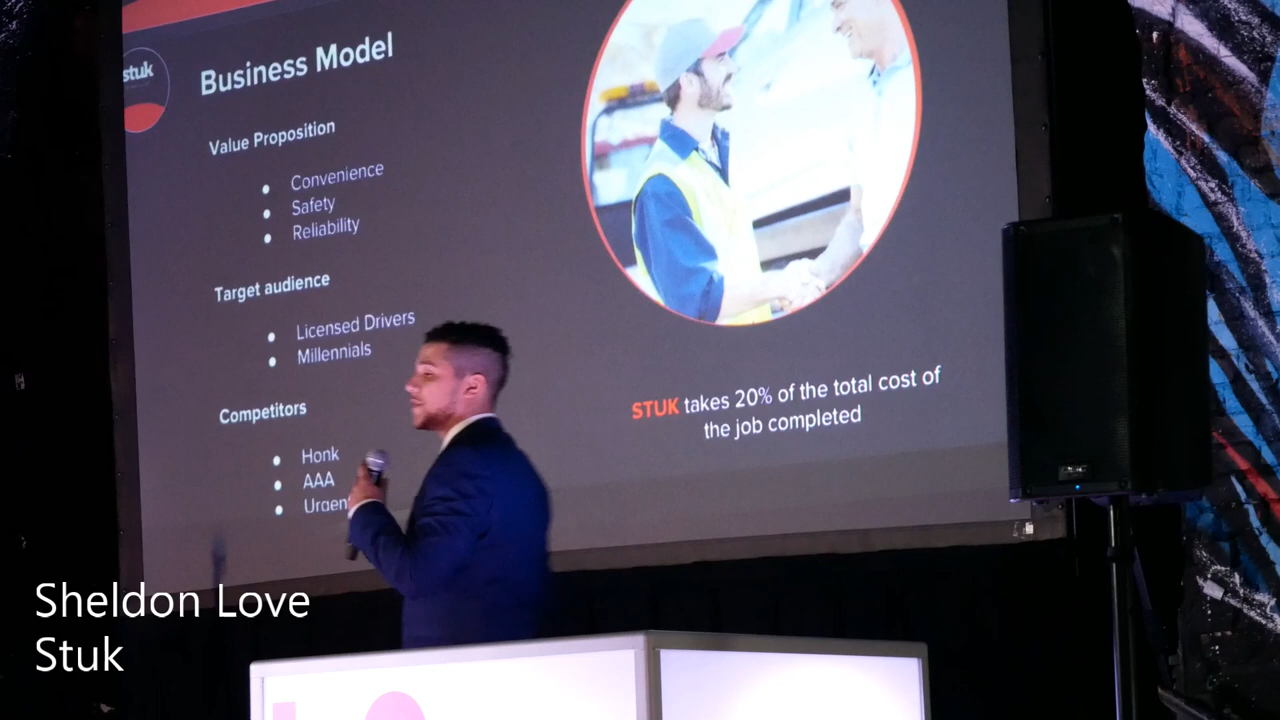 stuk
Business Model
Value Proposition
Convenience
Safety
Reliability
Target audience
Licensed Drivers
Millennials
Competitors
Honk
AAA
STUK takes 20% of the total cost of
the job completed
Sheldon Love
Stuk